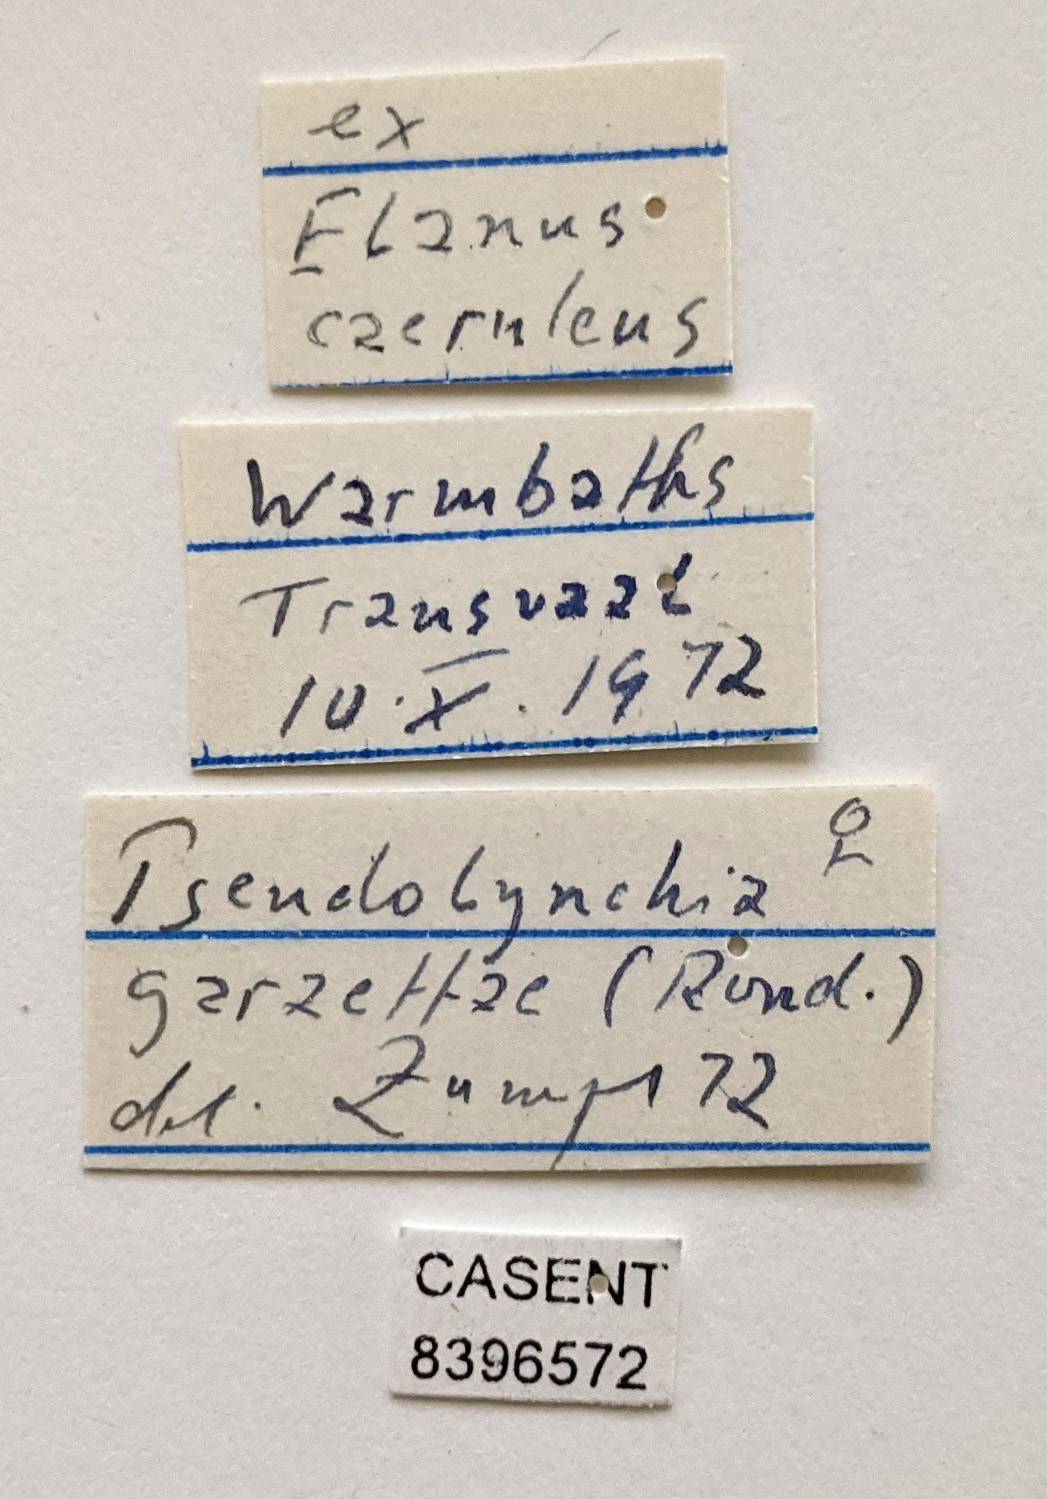 ex
Elanus
caeruleus
Warmbaths
Transvaal
10.X.1972
Pseudolynchia ♀
garzettae (Rond.)
det. Zumpt 72
CASENT
8396572